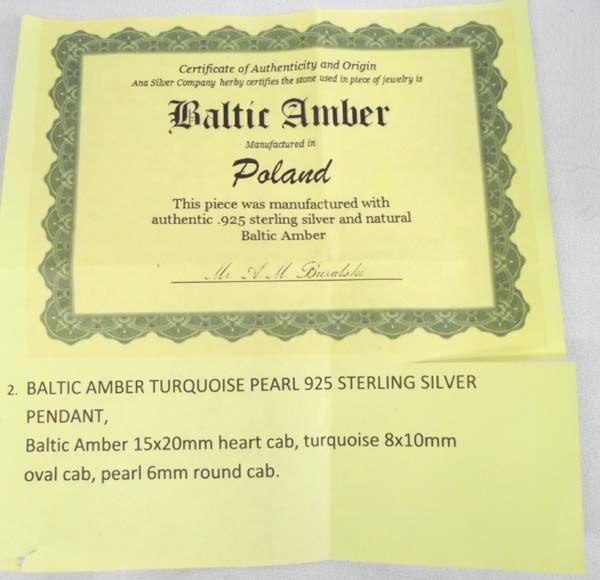 Certificate of Authenticity and Origin
Ana Silver Company herby certifies the stone used in piece of jewelry is
Baltic Amber
Manufactured in
Poland
This piece was manufactured with
authentic .925 sterling silver and natural
Baltic Amber
Mr A. M. Buralski
2. BALTIC AMBER TURQUOISE PEARL 925 STERLING SILVER
PENDANT,
Baltic Amber 15x20mm heart cab, turquoise 8x10mm
oval cab, pearl 6mm round cab.